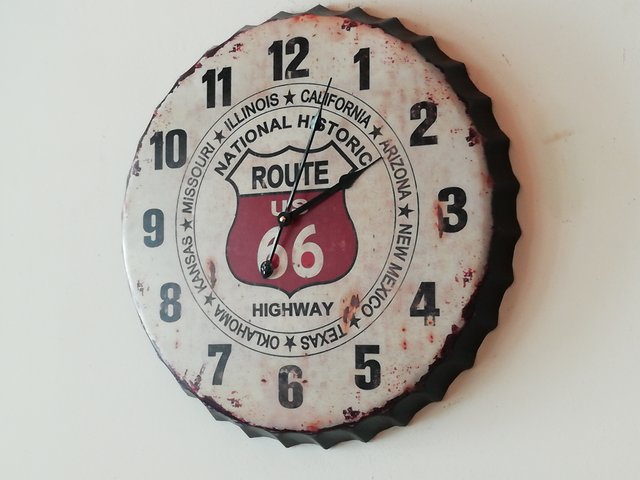 12
1
2
3
4
5
6
7
8
9
10
11
KANSAS ★ MISSOURI ★ ILLINOIS ★ CALIFORNIA ★ ARIZONA ★ NEW MEXICO ★ TEXAS ★ OKLAHOMA ★
NATIONAL HISTORIC
ROUTE
US
66
HIGHWAY